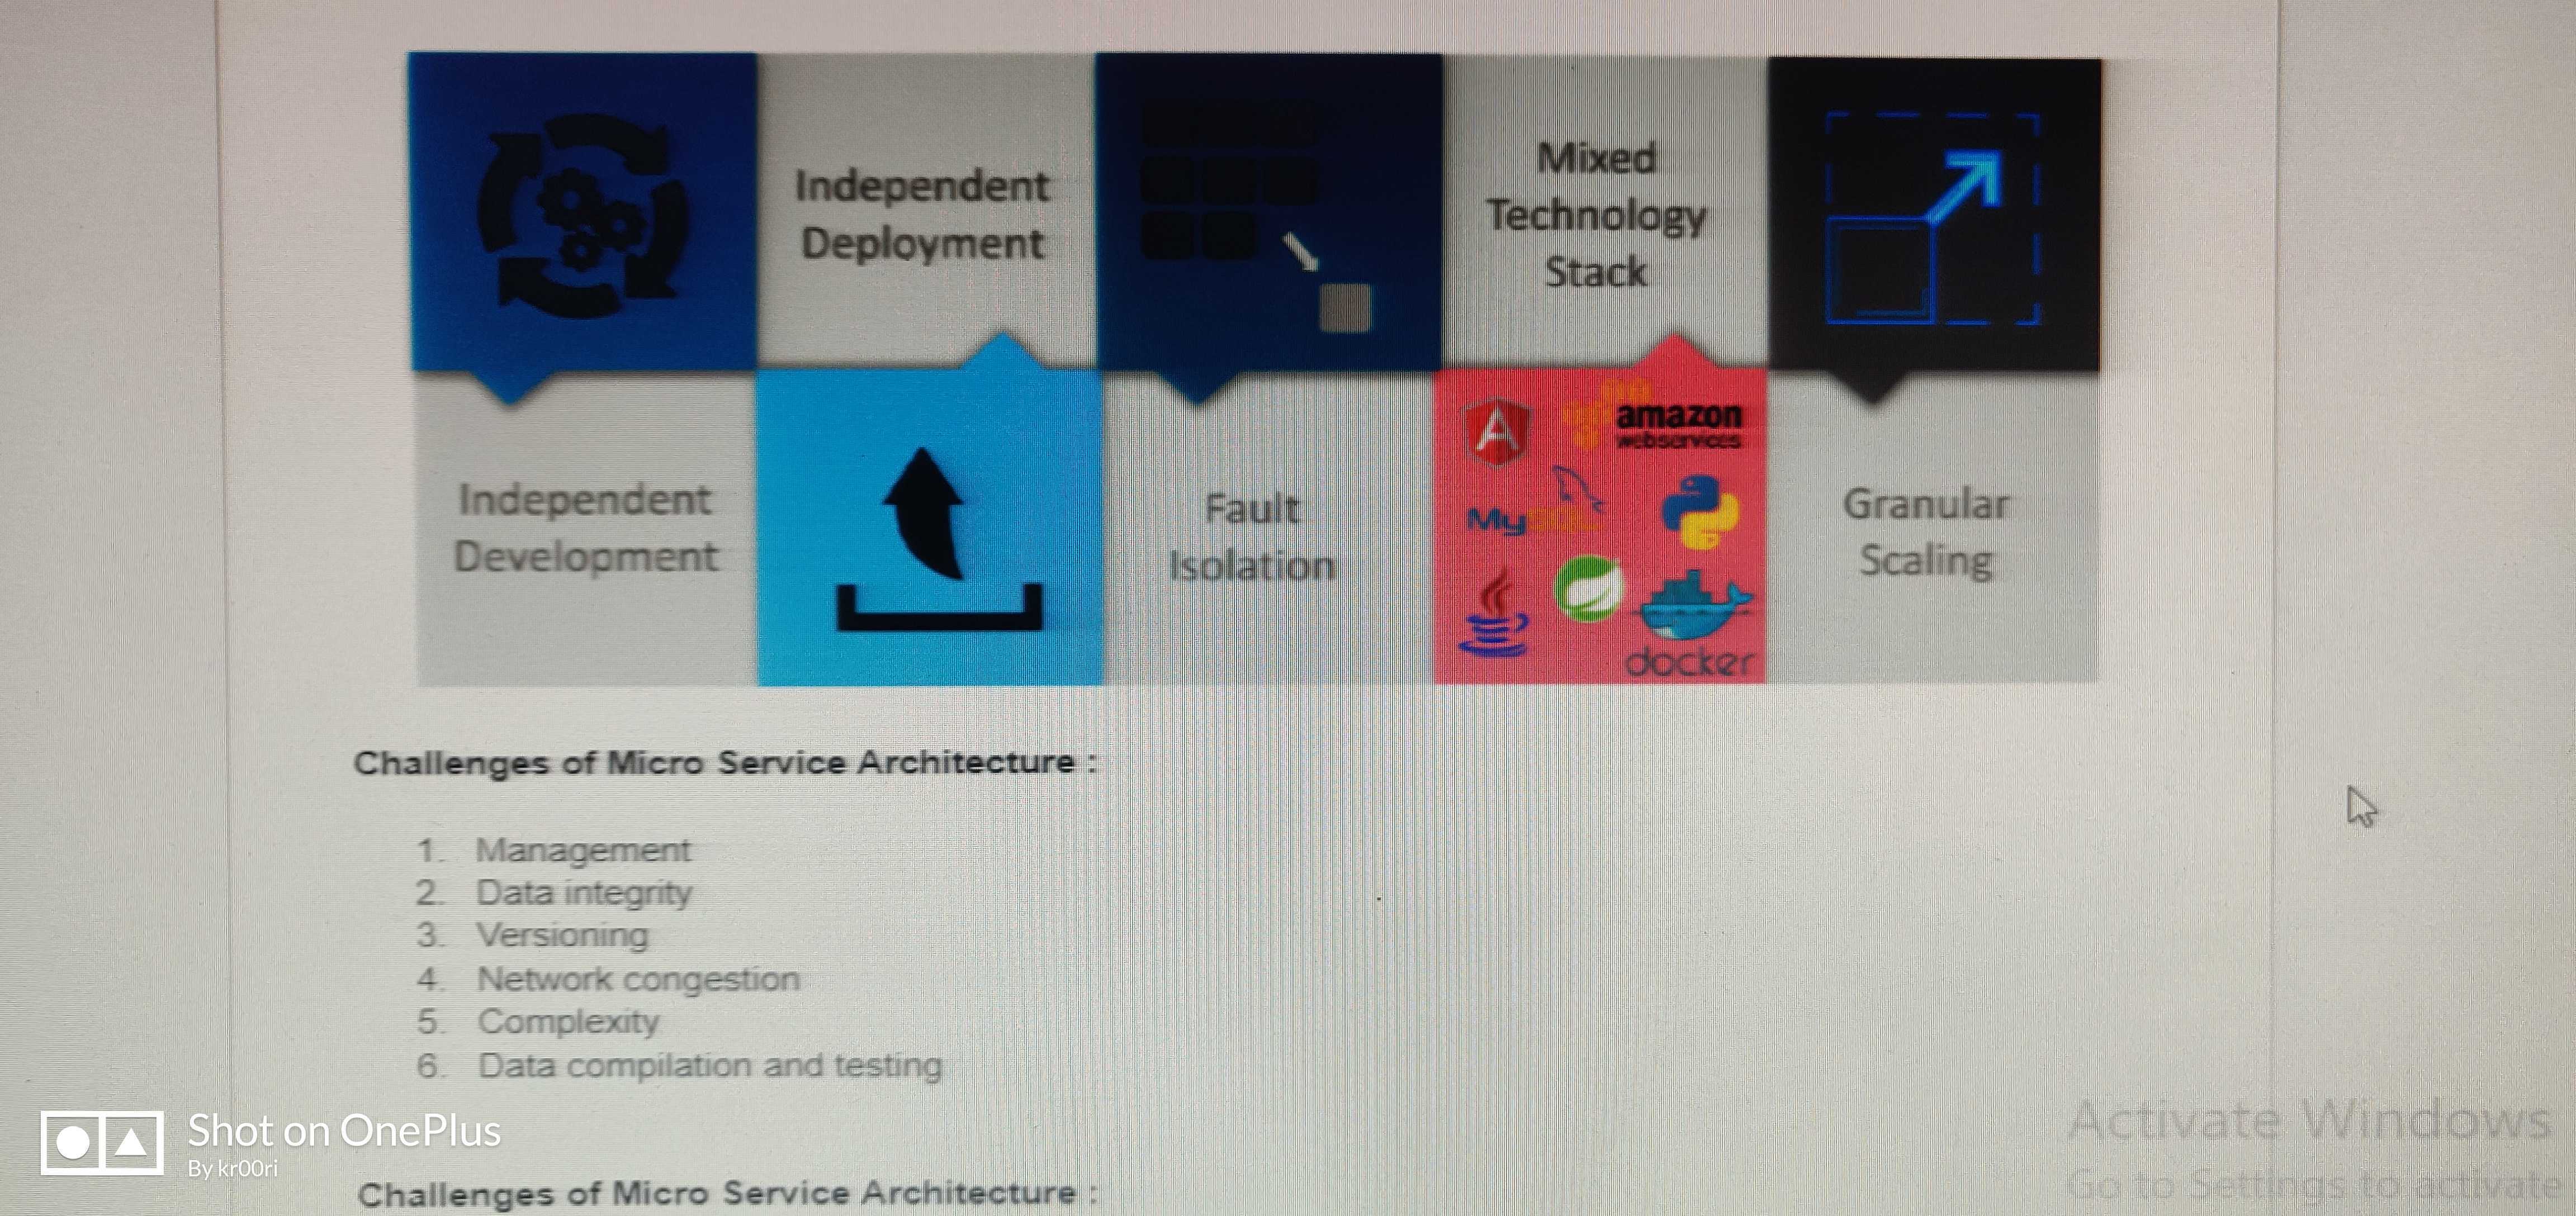 Independent
Deployment
Mixed
Technology
Stack
Independent
Development
Fault
Isolation
amazon
webservices
MySQL
docker
Granular
Scaling
Challenges of Micro Service Architecture :
1. Management
2. Data integrity
3. Versioning
4. Network congestion
5. Complexity
6. Data compilation and testing
Shot on OnePlus
By kr00ri
Challenges of Micro Service Architecture :
Activate Windows
Go to Settings to activate